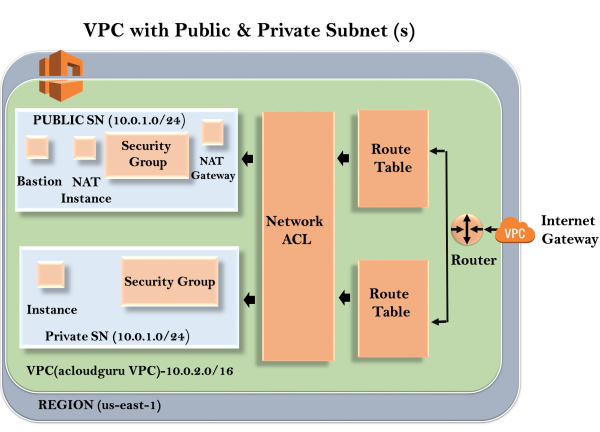 VPC with Public & Private Subnet (s)
PUBLIC SN (10.0.1.0/24)
Security
Group
Bastion
NAT
Instance
NAT
Gateway
Network
ACL
Route
Table
VPC
Internet
Gateway
Router
Security Group
Instance
Private SN (10.0.1.0/24)
Route
Table
VPC(acloudguru VPC)-10.0.2.0/16
REGION (us-east-1)